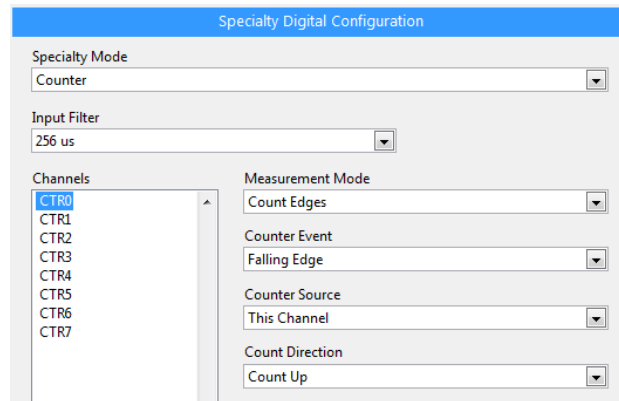 Specialty Digital Configuration
Specialty Mode
Counter
Input Filter
256 us
Channels
CTR0
CTR1
CTR2
CTR3
CTR4
CTR5
CTR6
CTR7
Measurement Mode
Count Edges
Counter Event
Falling Edge
Counter Source
This Channel
Count Direction
Count Up